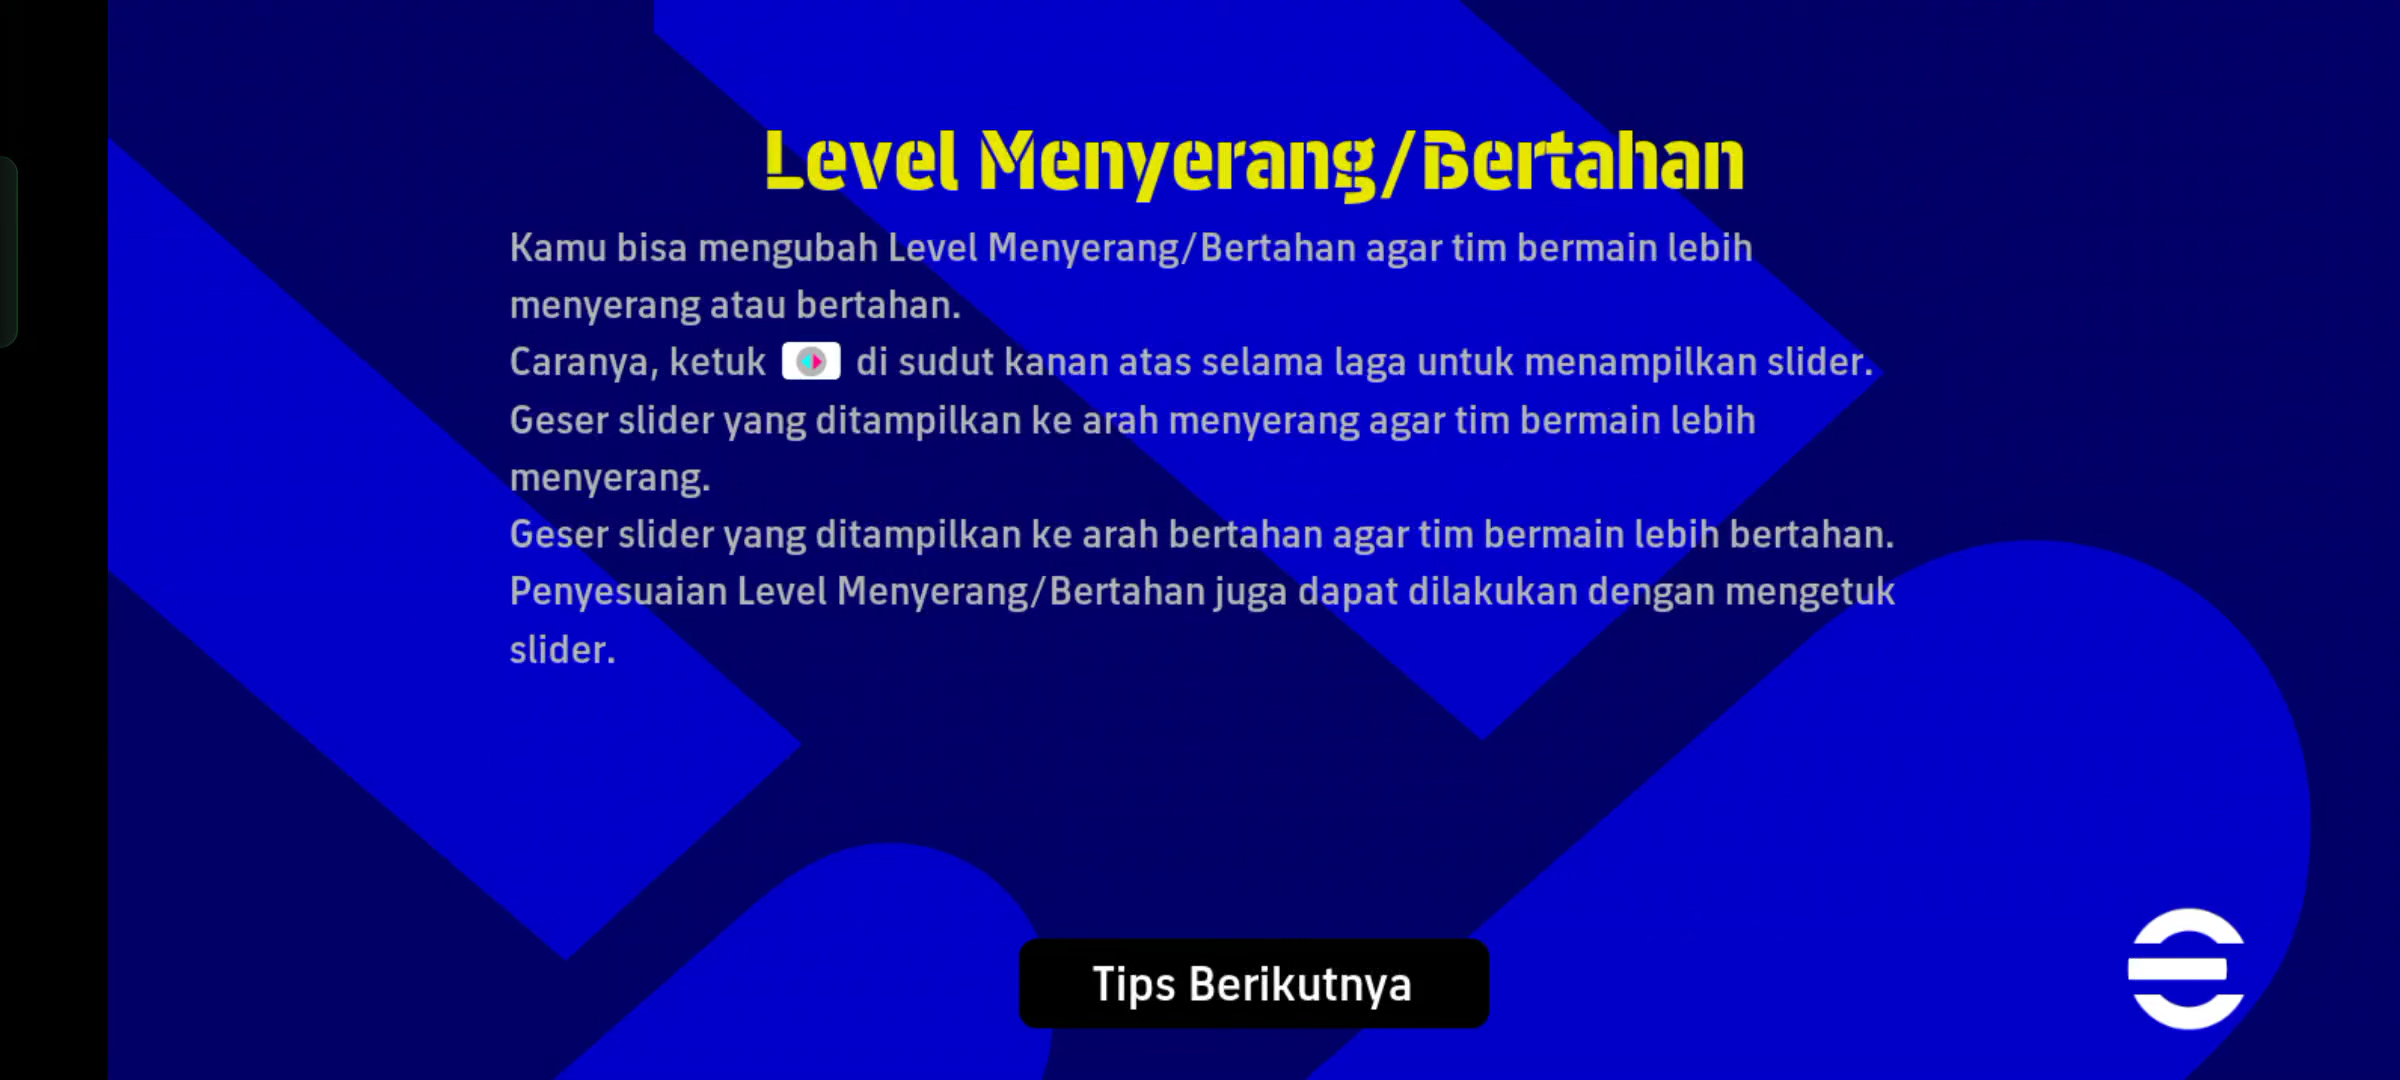 Level Menyerang/Bertahan
Kamu bisa mengubah Level Menyerang/Bertahan agar tim bermain lebih
menyerang atau bertahan.
Caranya, ketuk di sudut kanan atas selama laga untuk menampilkan slider.
Geser slider yang ditampilkan ke arah menyerang agar tim bermain lebih
menyerang.
Geser slider yang ditampilkan ke arah bertahan agar tim bermain lebih bertahan.
Penyesuaian Level Menyerang/Bertahan juga dapat dilakukan dengan mengetuk
slider.
Tips Berikutnya